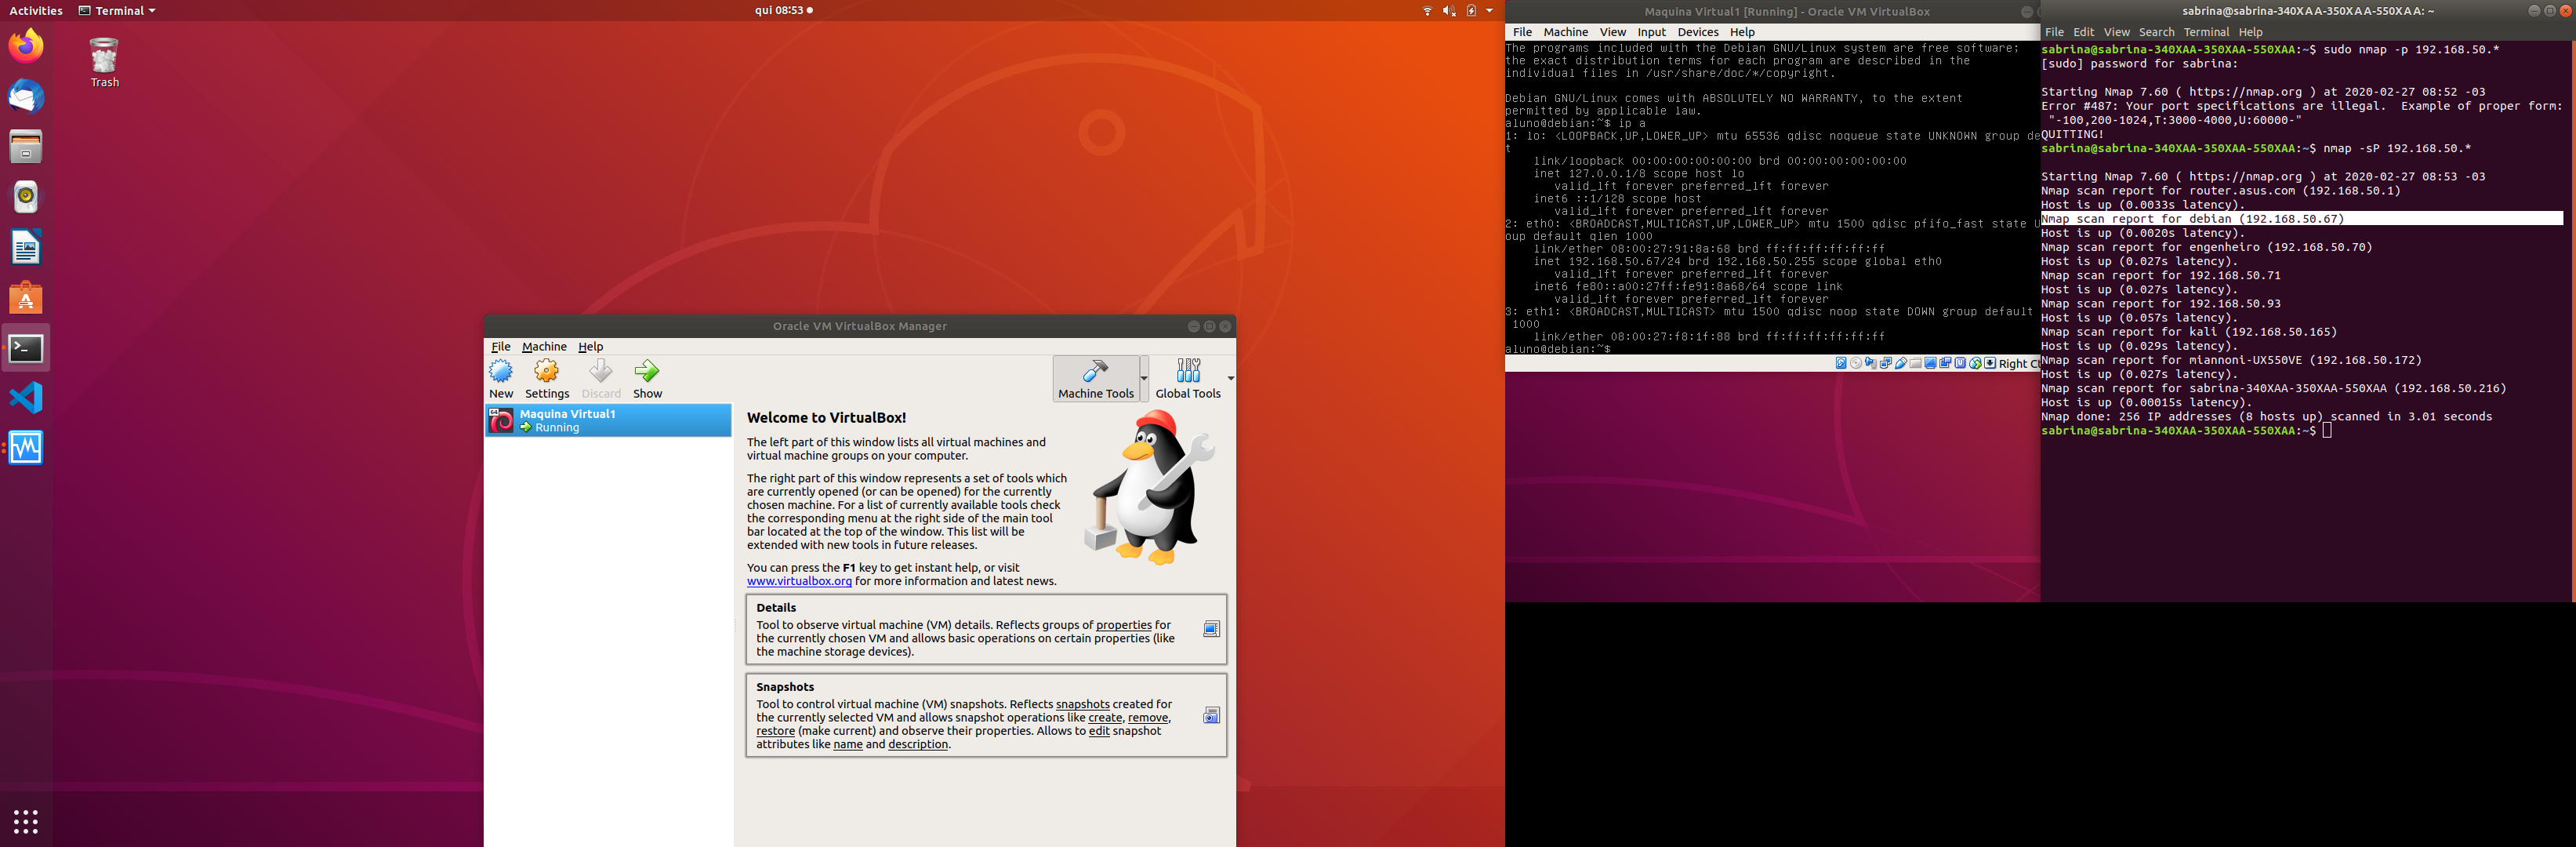 Activities
Terminal
qui 08:53
Trash
Oracle VM VirtualBox Manager
File Machine Help
New Settings Discard Show
Machine Tools
Global Tools
64
Maquina Virtual1
Running
Welcome to VirtualBox!
The left part of this window lists all virtual machines and
virtual machine groups on your computer.
The right part of this window represents a set of tools which
are currently opened (or can be opened) for the currently
chosen machine. For a list of currently available tools check
the corresponding menu at the right side of the main tool
bar located at the top of the window. This list will be
extended with new tools in future releases.
You can press the F1 key to get instant help, or visit
www.virtualbox.org for more information and latest news.
Details
Tool to observe virtual machine (VM) details. Reflects groups of properties for
the currently chosen VM and allows basic operations on certain properties (like
the machine storage devices).
Snapshots
Tool to control virtual machine (VM) snapshots. Reflects snapshots created for
the currently selected VM and allows snapshot operations like create, remove,
restore (make current) and observe their properties. Allows to edit snapshot
attributes like name and description.
Maquina Virtual1 [Running] - Oracle VM VirtualBox
File Machine View Input Devices Help
The programs included with the Debian GNU/Linux system are free software;
the exact distribution terms for each program are described in the
individual files in /usr/share/doc/*/copyright.
Debian GNU/Linux comes with ABSOLUTELY NO WARRANTY, to the extent
permitted by applicable law.
aluno@debian:~$ ip a
1: lo: <LOOPBACK,UP,LOWER_UP> mtu 65536 qdisc noqueue state UNKNOWN group de
t
link/loopback 00:00:00:00:00:00 brd 00:00:00:00:00:00
inet 127.0.0.1/8 scope host lo
valid_lft forever preferred_lft forever
inet6 ::1/128 scope host
valid_lft forever preferred_lft forever
2: eth0: <BROADCAST,MULTICAST,UP,LOWER_UP> mtu 1500 qdisc pfifo_fast state U
oup default qlen 1000
link/ether 08:00:27:91:8a:68 brd ff:ff:ff:ff:ff:ff
inet 192.168.50.67/24 brd 192.168.50.255 scope global eth0
valid_lft forever preferred_lft forever
inet6 fe80::a00:27ff:fe91:8a68/64 scope link
valid_lft forever preferred_lft forever
3: eth1: <BROADCAST,MULTICAST> mtu 1500 qdisc noop state DOWN group default
1000
link/ether 08:00:27:f8:1f:88 brd ff:ff:ff:ff:ff:ff
aluno@debian:~$
Right C
sabrina@sabrina-340XAA-350XAA-550XAA: ~
File Edit View Search Terminal Help
sabrina@sabrina-340XAA-350XAA-550XAA:~$ sudo nmap -p 192.168.50.*
[sudo] password for sabrina:
Starting Nmap 7.60 ( https://nmap.org ) at 2020-02-27 08:52 -03
Error #487: Your port specifications are illegal.  Example of proper form:
"-100,200-1024,T:3000-4000,U:60000-"
QUITTING!
sabrina@sabrina-340XAA-350XAA-550XAA:~$ nmap -sP 192.168.50.*
Starting Nmap 7.60 ( https://nmap.org ) at 2020-02-27 08:53 -03
Nmap scan report for router.asus.com (192.168.50.1)
Host is up (0.0033s latency).
Nmap scan report for debian (192.168.50.67)
Host is up (0.0020s latency).
Nmap scan report for engenheiro (192.168.50.70)
Host is up (0.027s latency).
Nmap scan report for 192.168.50.71
Host is up (0.027s latency).
Nmap scan report for 192.168.50.93
Host is up (0.057s latency).
Nmap scan report for kali (192.168.50.165)
Host is up (0.029s latency).
Nmap scan report for miannoni-UX550VE (192.168.50.172)
Host is up (0.027s latency).
Nmap scan report for sabrina-340XAA-350XAA-550XAA (192.168.50.216)
Host is up (0.00015s latency).
Nmap done: 256 IP addresses (8 hosts up) scanned in 3.01 seconds
sabrina@sabrina-340XAA-350XAA-550XAA:~$